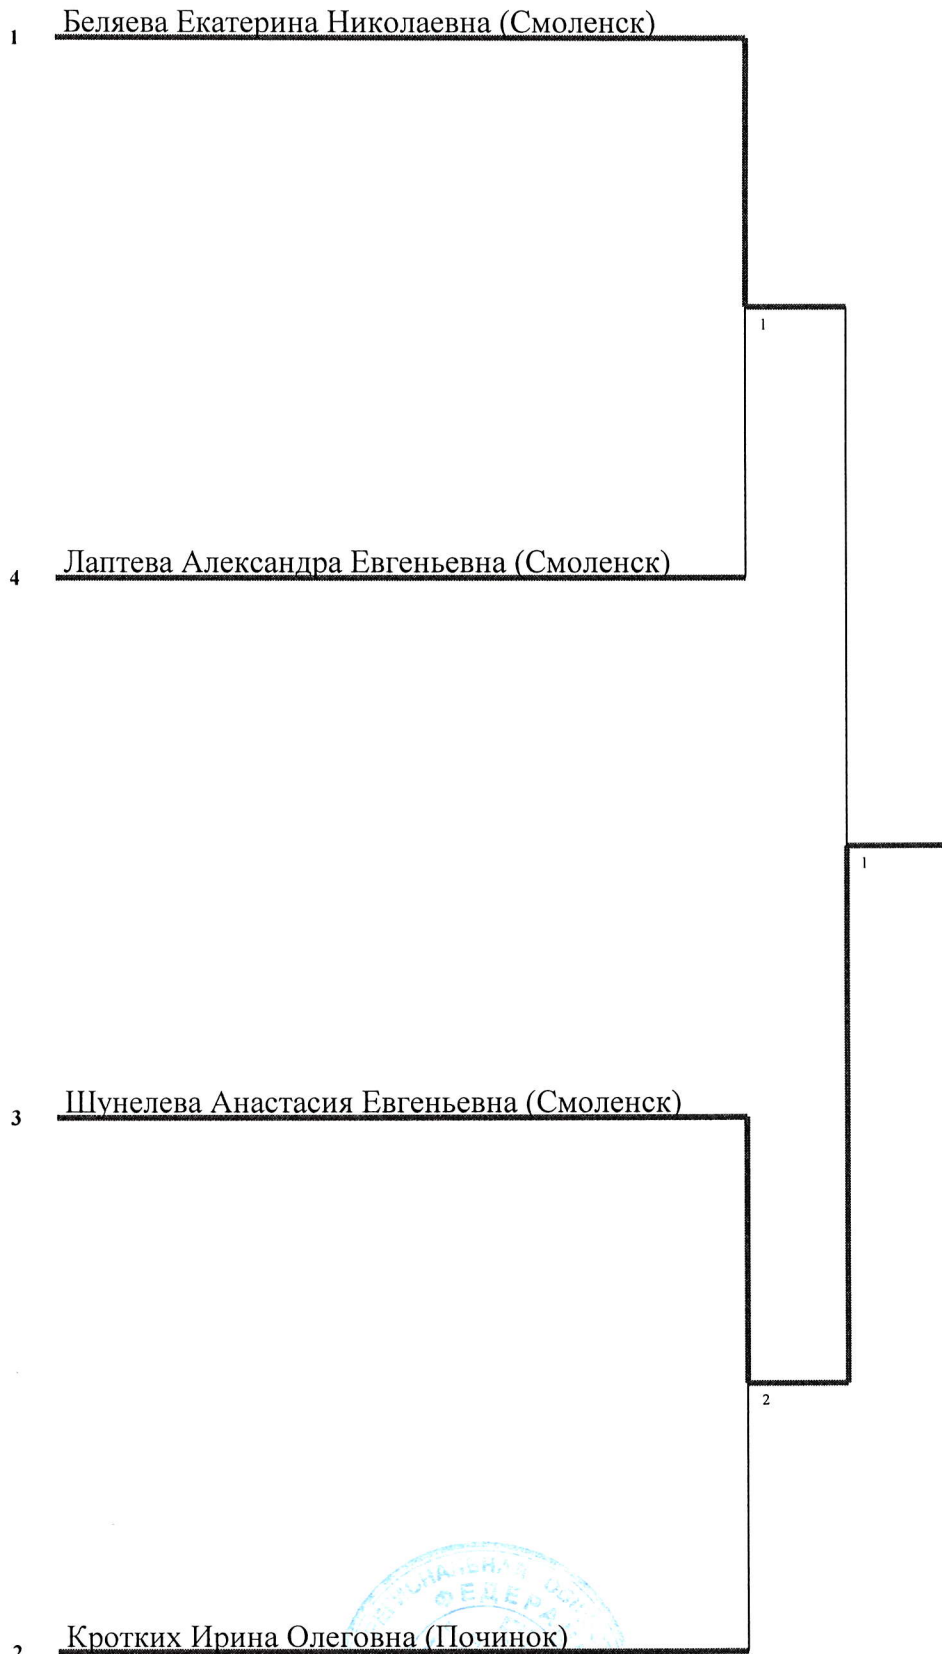 1 Беляева Екатерина Николаевна (Смоленск)
1
4 Лаптева Александра Евгеньевна (Смоленск)
1
3 Шунелева Анастасия Евгеньевна (Смоленск)
2
ФЕДЕРА
2 Кротких Ирина Олеговна (Починок)